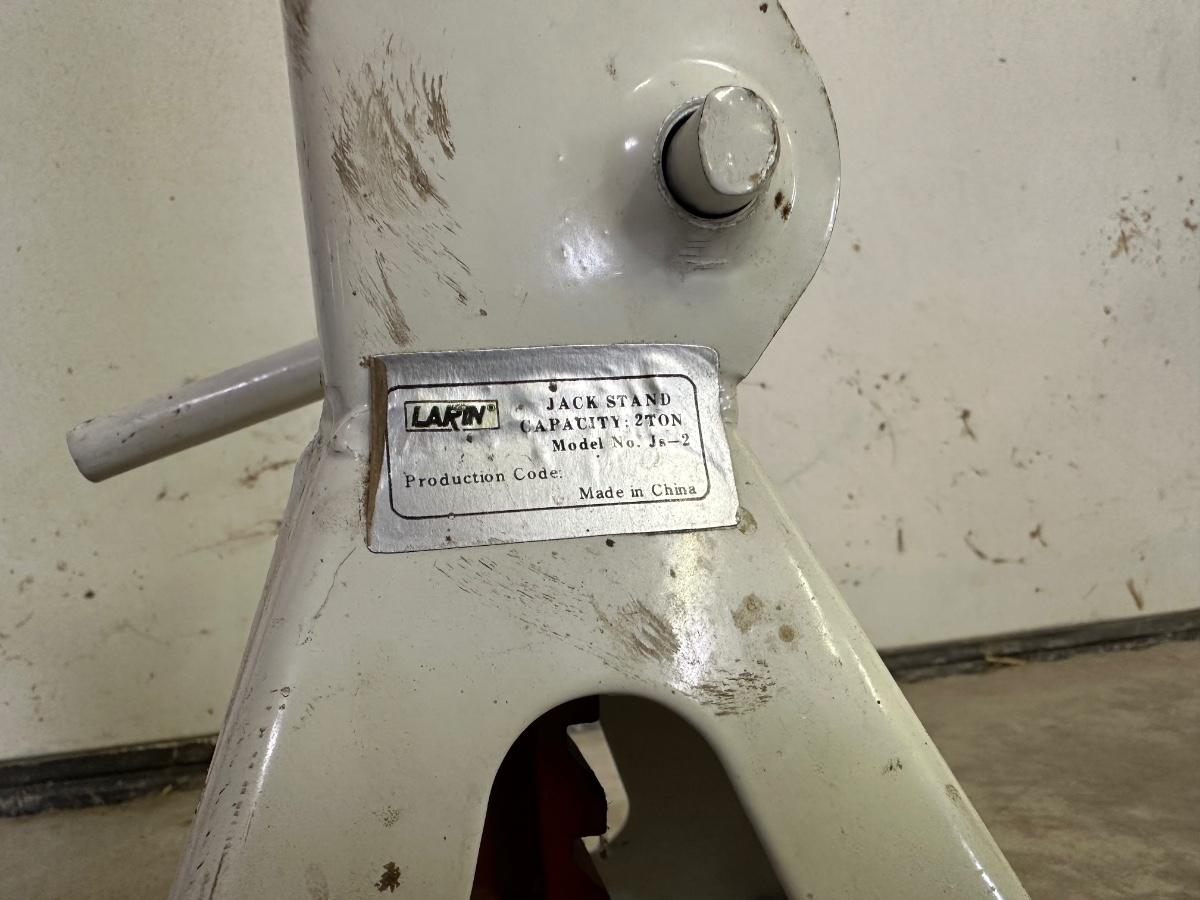 LARIN®
JACK STAND
CAPACITY: 2TON
Model No. Js-2
Production Code:
Made in China